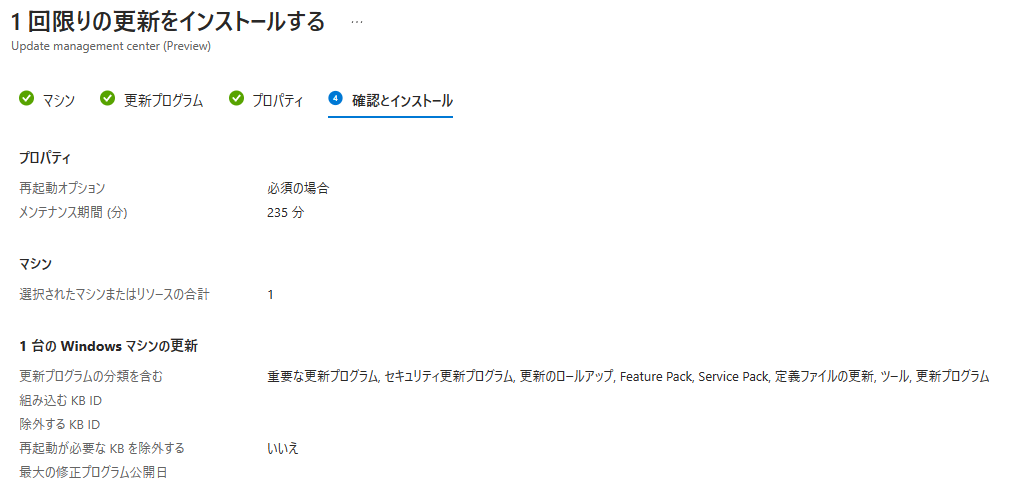 1 回限りの更新をインストールする ...
Update management center (Preview)
マシン 更新プログラム プロパティ 4 確認とインストール
プロパティ
再起動オプション 必須の場合
メンテナンス期間 (分) 235 分
マシン
選択されたマシンまたはリソースの合計 1
1 台の Windows マシンの更新
更新プログラムの分類を含む 重要な更新プログラム, セキュリティ更新プログラム, 更新のロールアップ, Feature Pack, Service Pack, 定義ファイルの更新, ツール, 更新プログラム
組み込む KB ID
除外する KB ID
再起動が必要な KB を除外する いいえ
最大の修正プログラム公開日